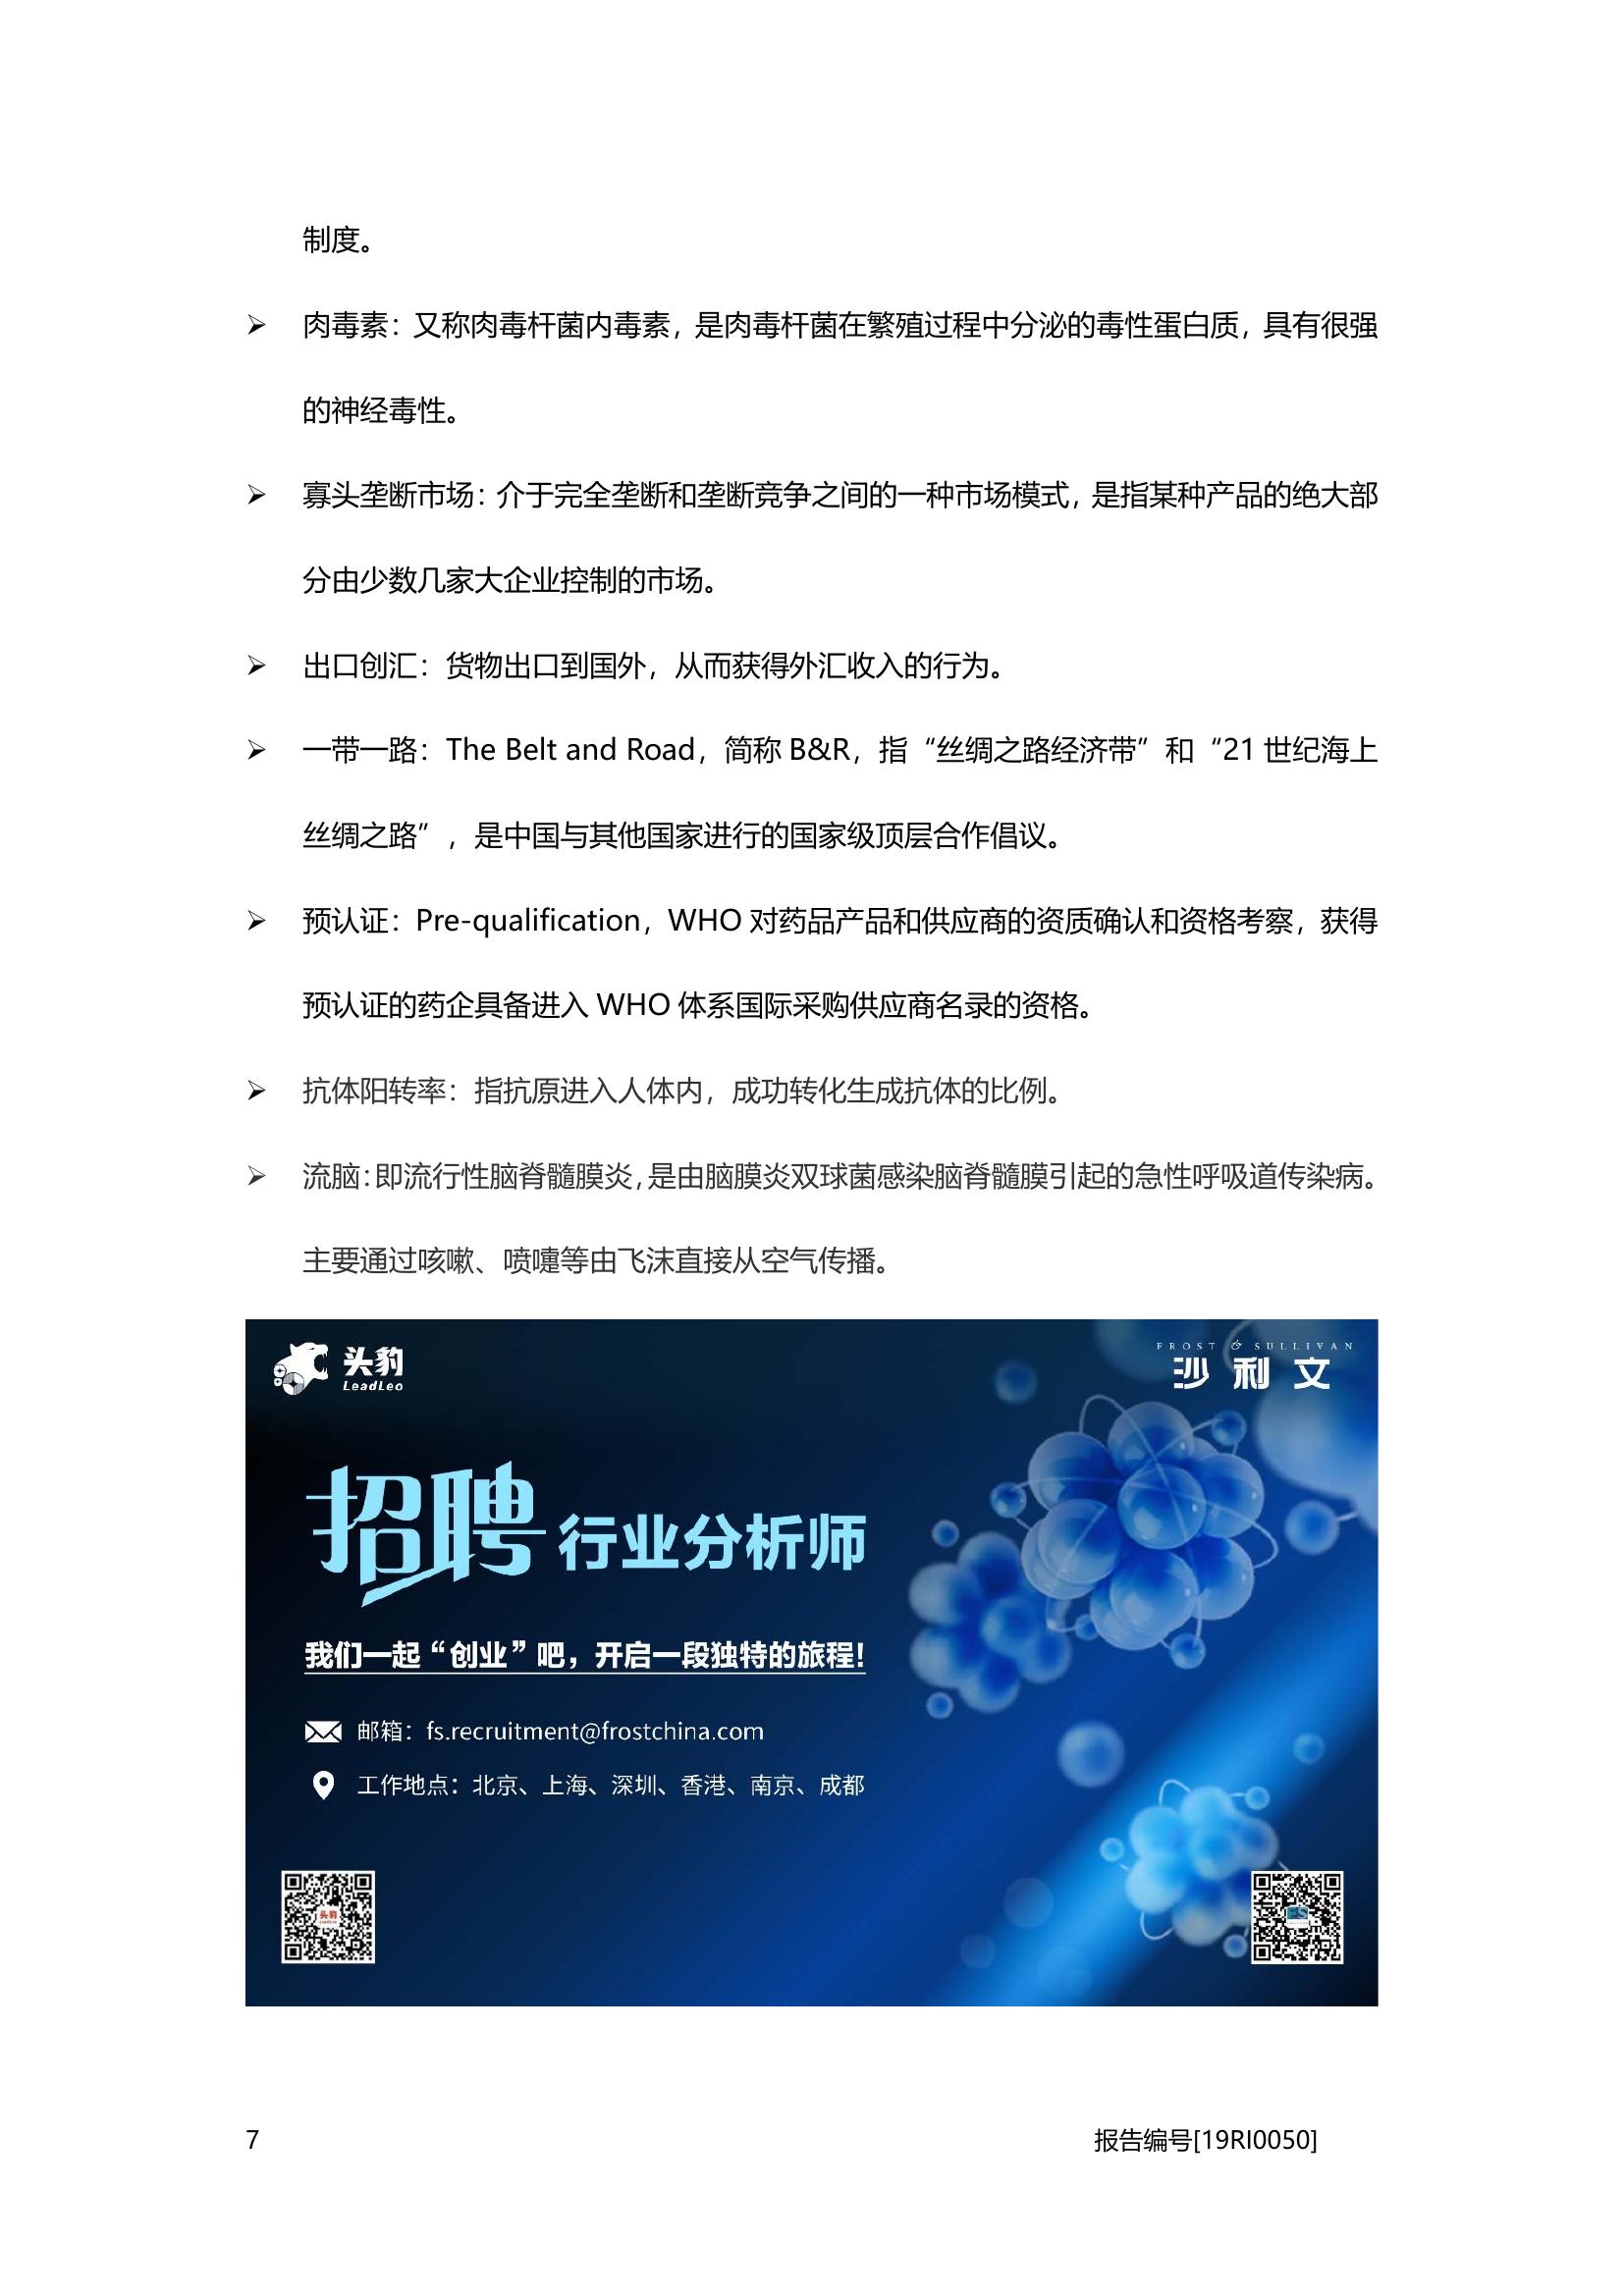 制度。
➢ 肉毒素：又称肉毒杆菌内毒素，是肉毒杆菌在繁殖过程中分泌的毒性蛋白质，具有很强
的神经毒性。
➢ 寡头垄断市场：介于完全垄断和垄断竞争之间的一种市场模式，是指某种产品的绝大部
分由少数几家大企业控制的市场。
➢ 出口创汇：货物出口到国外，从而获得外汇收入的行为。
➢ 一带一路：The Belt and Road，简称 B&R，指“丝绸之路经济带”和“21 世纪海上
丝绸之路”，是中国与其他国家进行的国家级顶层合作倡议。
➢ 预认证：Pre-qualification，WHO 对药品产品和供应商的资质确认和资格考察，获得
预认证的药企具备进入 WHO 体系国际采购供应商名录的资格。
➢ 抗体阳转率：指抗原进入人体内，成功转化生成抗体的比例。
➢ 流脑：即流行性脑脊髓膜炎，是由脑膜炎双球菌感染脑脊髓膜引起的急性呼吸道传染病。
主要通过咳嗽、喷嚏等由飞沫直接从空气传播。
头豹
LeadLeo
FROST & SULLIVAN
沙利文
招聘 行业分析师
我们一起“创业”吧，开启一段独特的旅程！
邮箱：fs.recruitment@frostchina.com
工作地点：北京、上海、深圳、香港、南京、成都
头豹
7 报告编号[19RI0050]